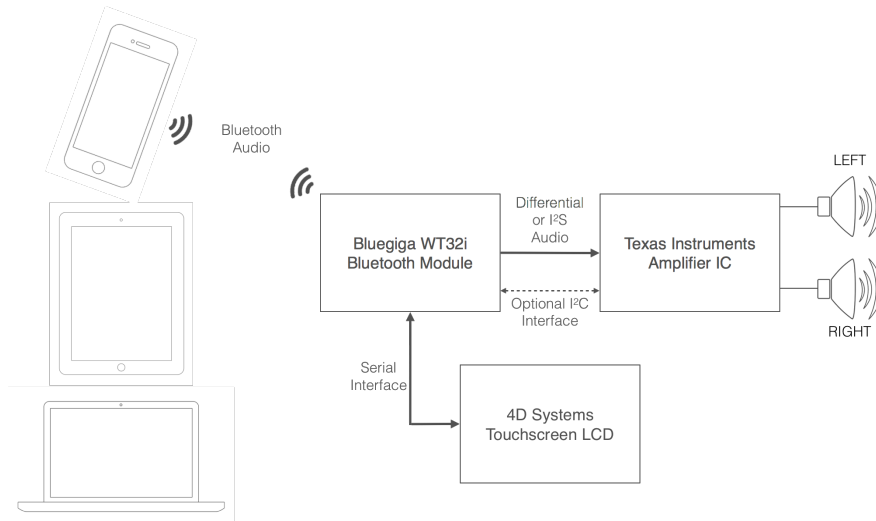 Bluetooth
Audio
LEFT
Differential
or I²S
Audio
Bluegiga WT32i
Bluetooth Module
Texas Instruments
Amplifier IC
Optional I²C
Interface
RIGHT
Serial
Interface
4D Systems
Touchscreen LCD